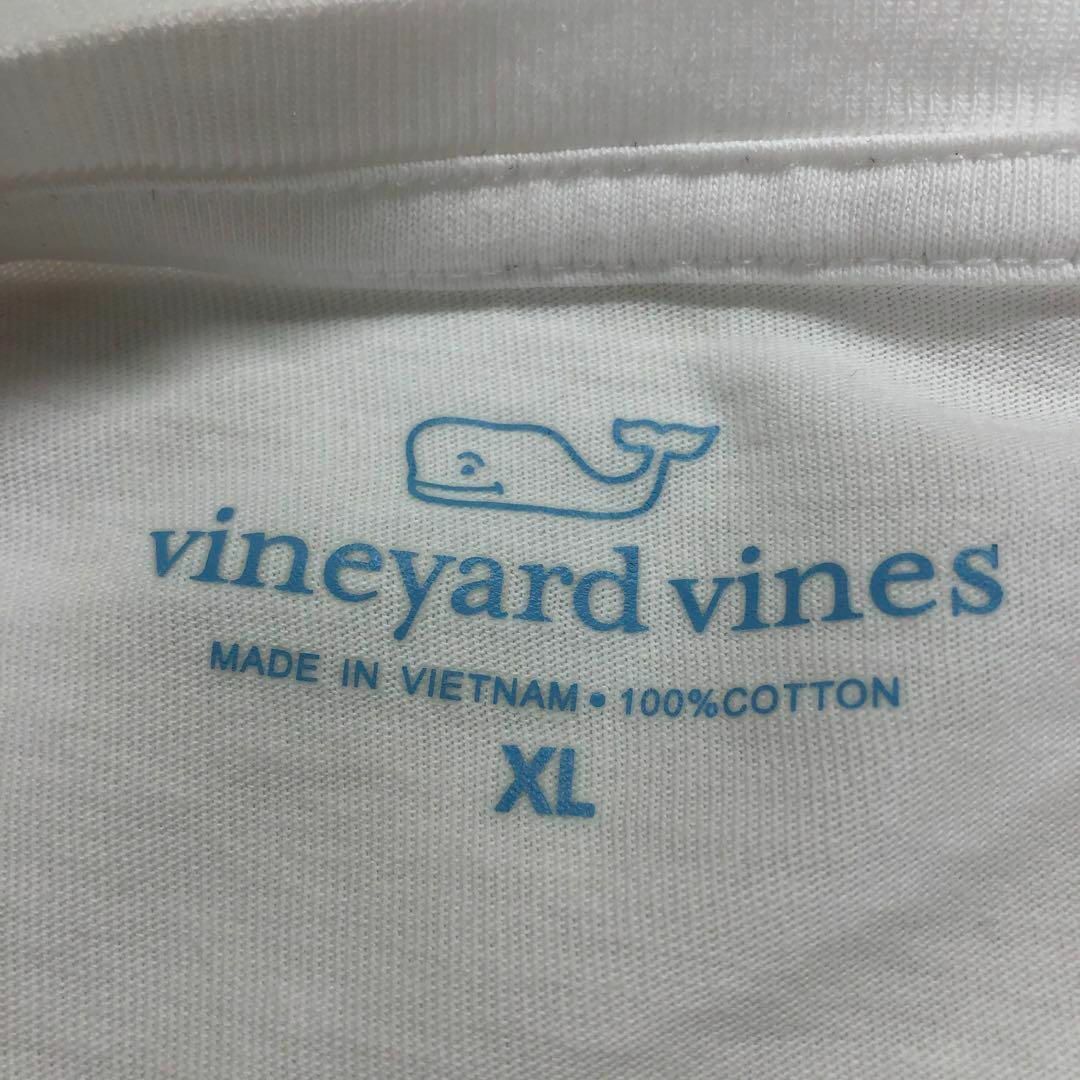 vineyard vines
MADE IN VIETNAM • 100%COTTON
XL